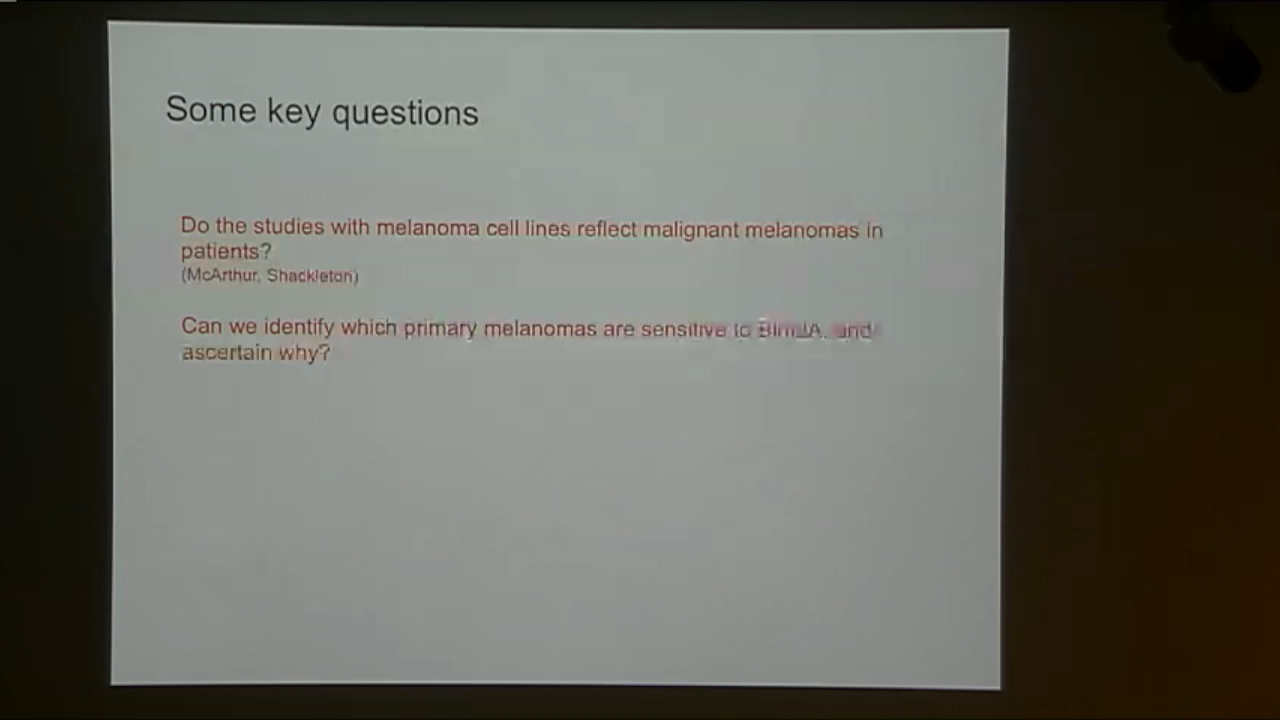 Some key questions
Do the studies with melanoma cell lines reflect malignant melanomas in
patients?
(McArthur, Shackleton)
Can we identify which primary melanomas are sensitive to and
ascertain why?